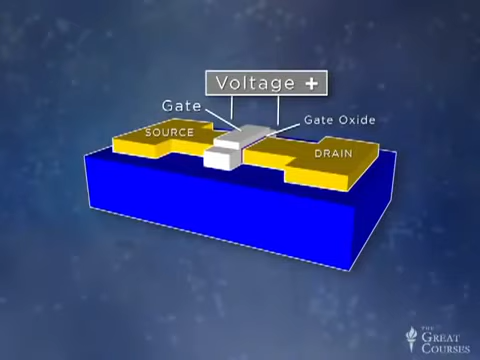 Voltage +
Gate
Gate Oxide
SOURCE
DRAIN
THE
GREAT
COURSES